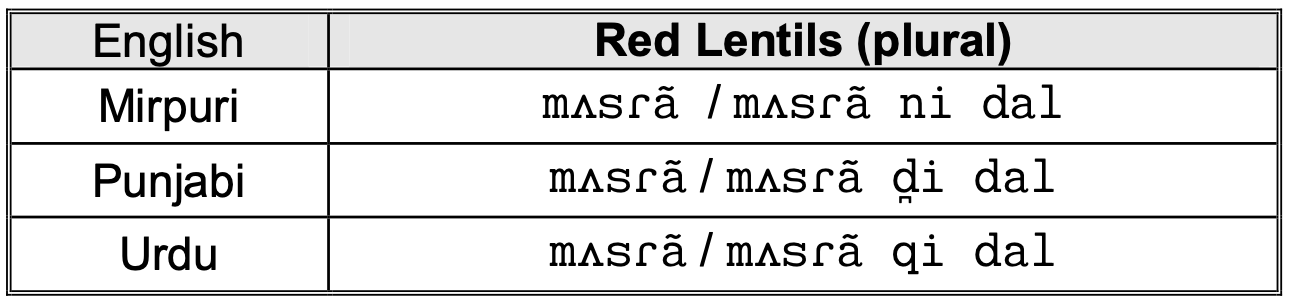 English Red Lentils (plural)
Mirpuri mʌsɾã / mʌsɾã ni dal
Punjabi mʌsɾã / mʌsɾã d̪i dal
Urdu mʌsɾã / mʌsɾã qi dal